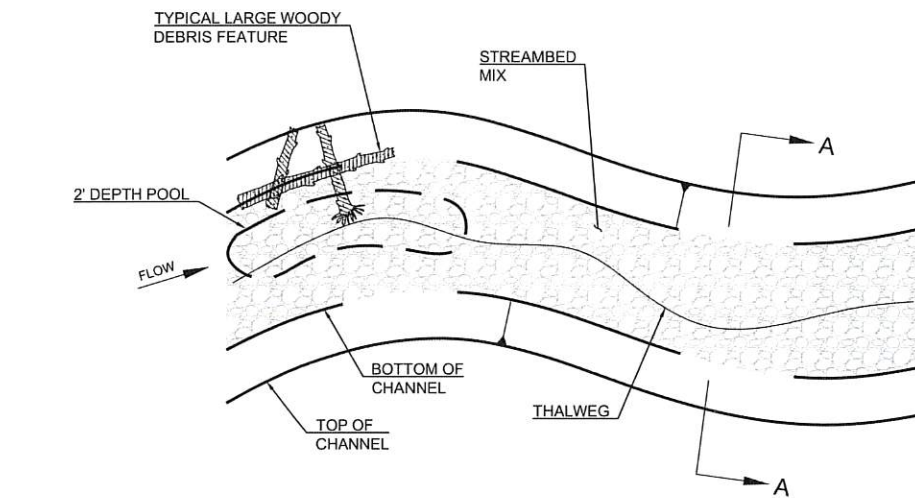 TYPICAL LARGE WOODY
DEBRIS FEATURE
STREAMBED
MIX
A
2' DEPTH POOL
FLOW
BOTTOM OF
CHANNEL
THALWEG
TOP OF
CHANNEL
A